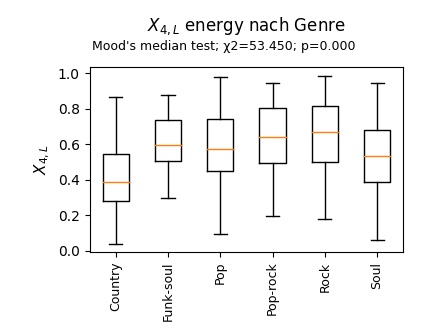 X4,L energy nach Genre
Mood's median test; χ2=53.450; p=0.000
X4,L
1.0
0.8
0.6
0.4
0.2
0.0
Country
Funk-soul
Pop
Pop-rock
Rock
Soul